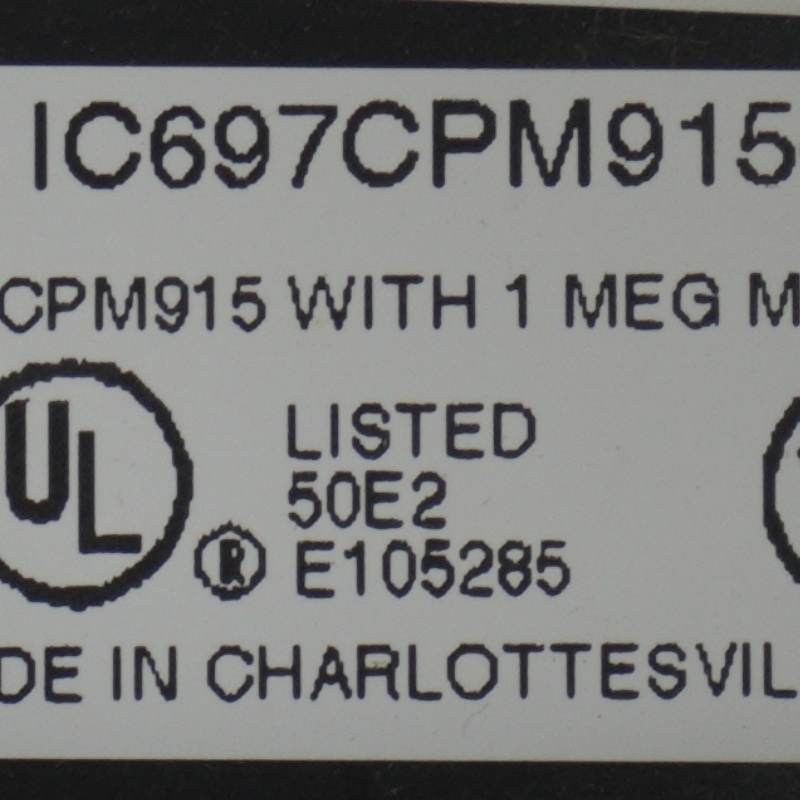 IC697CPM915
CPM915 WITH 1 MEG M
UL
LISTED
50E2
® E105285
DE IN CHARLOTTESVIL